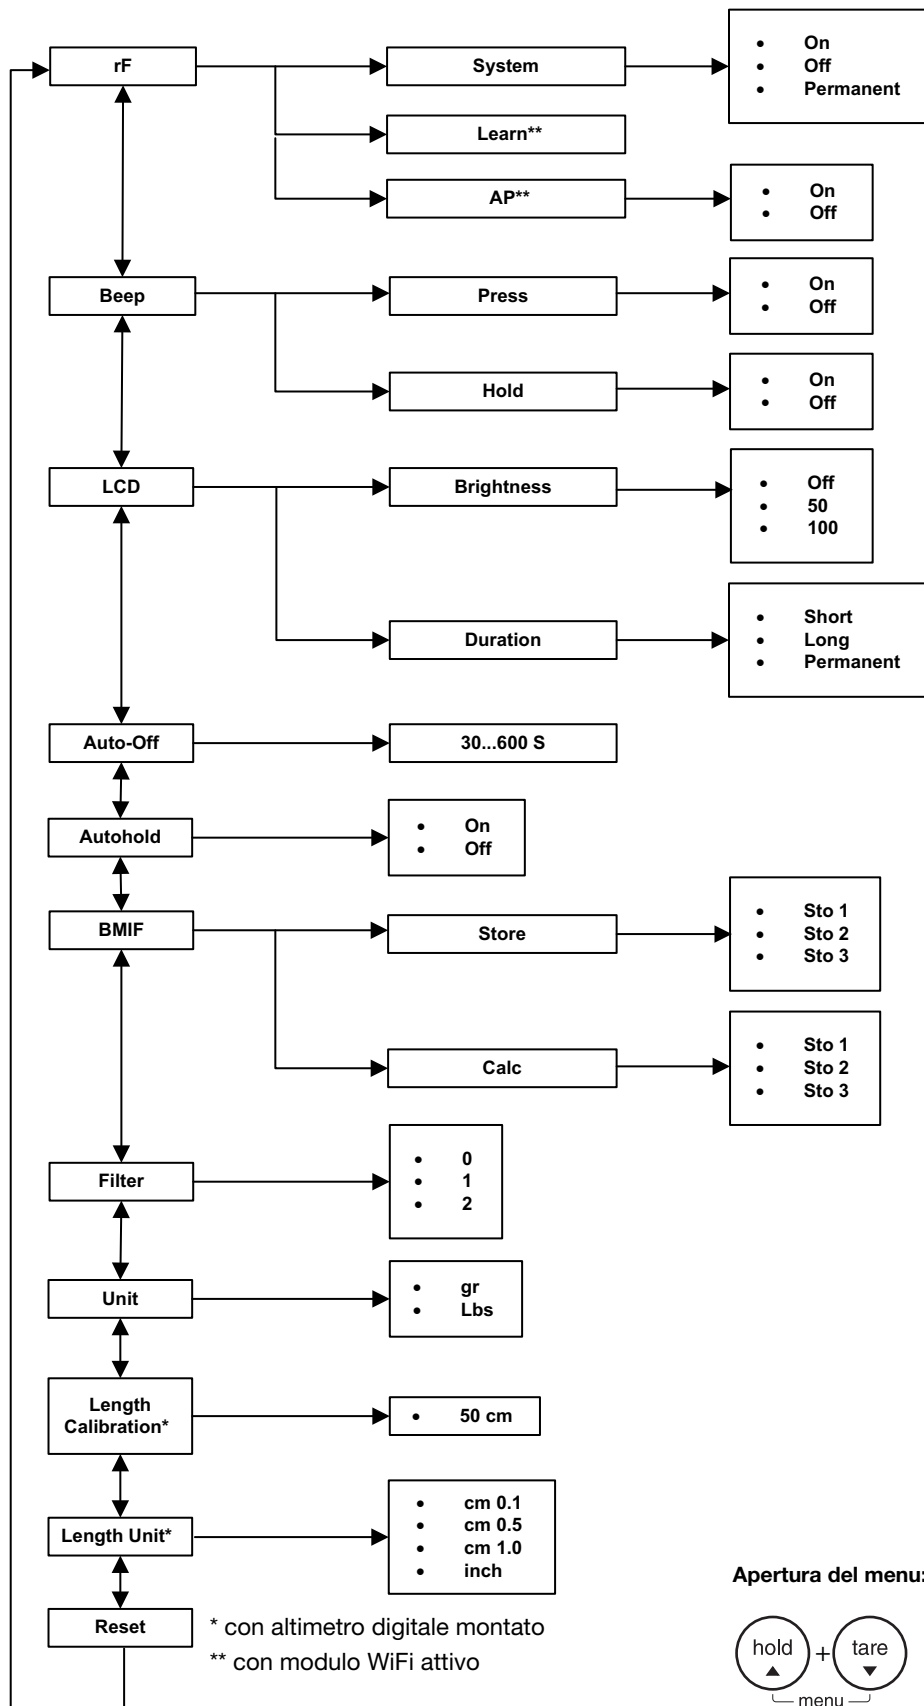 rF
System
• On
• Off
• Permanent
Learn**
AP**
• On
• Off
Beep
Press
• On
• Off
Hold
• On
• Off
LCD
Brightness
• Off
• 50
• 100
Duration
• Short
• Long
• Permanent
Auto-Off
30...600 S
Autohold
• On
• Off
BMIF
Store
• Sto 1
• Sto 2
• Sto 3
Calc
• Sto 1
• Sto 2
• Sto 3
Filter
• 0
• 1
• 2
Unit
• gr
• Lbs
Length
Calibration*
• 50 cm
Length Unit*
• cm 0.1
• cm 0.5
• cm 1.0
• inch
Reset
* con altimetro digitale montato
** con modulo WiFi attivo
Apertura del menu:
hold + tare
menu